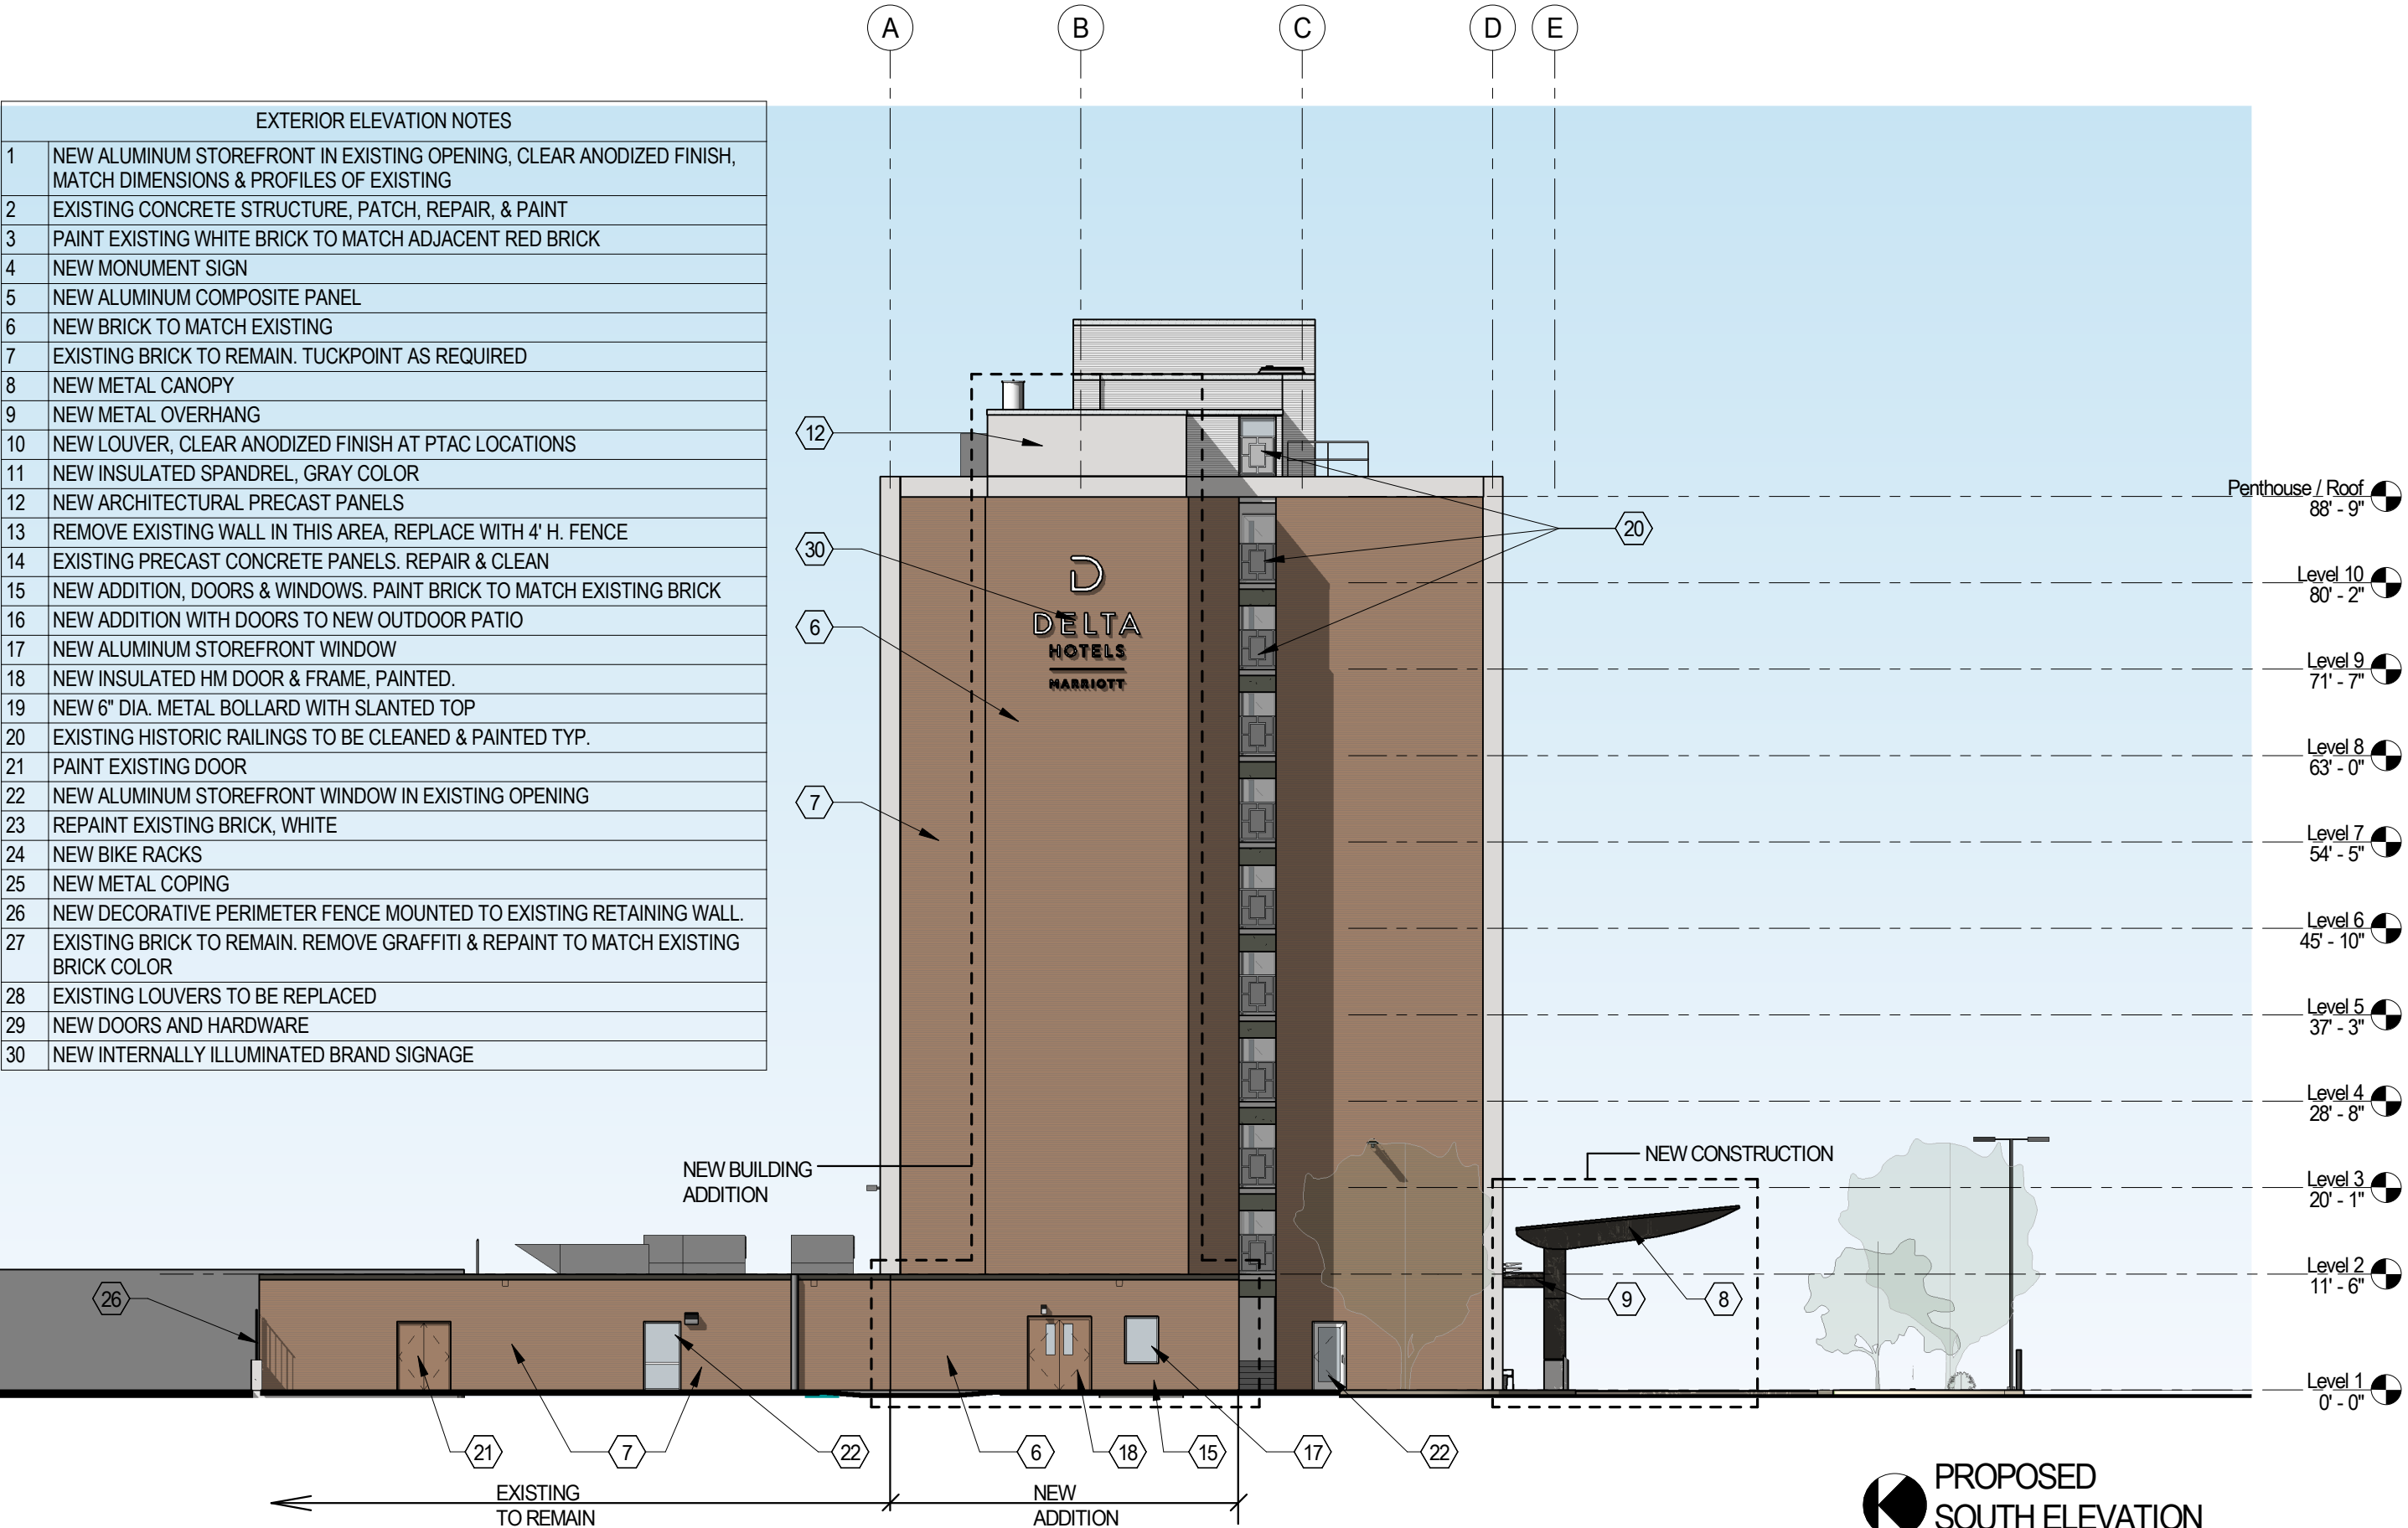 A B C D E
EXTERIOR ELEVATION NOTES
1 NEW ALUMINUM STOREFRONT IN EXISTING OPENING, CLEAR ANODIZED FINISH,
MATCH DIMENSIONS & PROFILES OF EXISTING
2 EXISTING CONCRETE STRUCTURE, PATCH, REPAIR, & PAINT
3 PAINT EXISTING WHITE BRICK TO MATCH ADJACENT RED BRICK
4 NEW MONUMENT SIGN
5 NEW ALUMINUM COMPOSITE PANEL
6 NEW BRICK TO MATCH EXISTING
7 EXISTING BRICK TO REMAIN. TUCKPOINT AS REQUIRED
8 NEW METAL CANOPY
9 NEW METAL OVERHANG
10 NEW LOUVER, CLEAR ANODIZED FINISH AT PTAC LOCATIONS
11 NEW INSULATED SPANDREL, GRAY COLOR
12 NEW ARCHITECTURAL PRECAST PANELS
13 REMOVE EXISTING WALL IN THIS AREA, REPLACE WITH 4' H. FENCE
14 EXISTING PRECAST CONCRETE PANELS. REPAIR & CLEAN
15 NEW ADDITION, DOORS & WINDOWS. PAINT BRICK TO MATCH EXISTING BRICK
16 NEW ADDITION WITH DOORS TO NEW OUTDOOR PATIO
17 NEW ALUMINUM STOREFRONT WINDOW
18 NEW INSULATED HM DOOR & FRAME, PAINTED.
19 NEW 6" DIA. METAL BOLLARD WITH SLANTED TOP
20 EXISTING HISTORIC RAILINGS TO BE CLEANED & PAINTED TYP.
21 PAINT EXISTING DOOR
22 NEW ALUMINUM STOREFRONT WINDOW IN EXISTING OPENING
23 REPAINT EXISTING BRICK, WHITE
24 NEW BIKE RACKS
25 NEW METAL COPING
26 NEW DECORATIVE PERIMETER FENCE MOUNTED TO EXISTING RETAINING WALL.
27 EXISTING BRICK TO REMAIN. REMOVE GRAFFITI & REPAINT TO MATCH EXISTING
BRICK COLOR
28 EXISTING LOUVERS TO BE REPLACED
29 NEW DOORS AND HARDWARE
30 NEW INTERNALLY ILLUMINATED BRAND SIGNAGE
12
30
6
7
20
D
DELTA
HOTELS
MARRIOTT
Penthouse / Roof
88' - 9"
Level 10
80' - 2"
Level 9
71' - 7"
Level 8
63' - 0"
Level 7
54' - 5"
Level 6
45' - 10"
Level 5
37' - 3"
Level 4
28' - 8"
Level 3
20' - 1"
Level 2
11' - 6"
Level 1
0' - 0"
NEW BUILDING
ADDITION
NEW CONSTRUCTION
26
9
8
21
7
22
6
18
15
17
22
EXISTING
TO REMAIN
NEW
ADDITION
PROPOSED
SOUTH ELEVATION